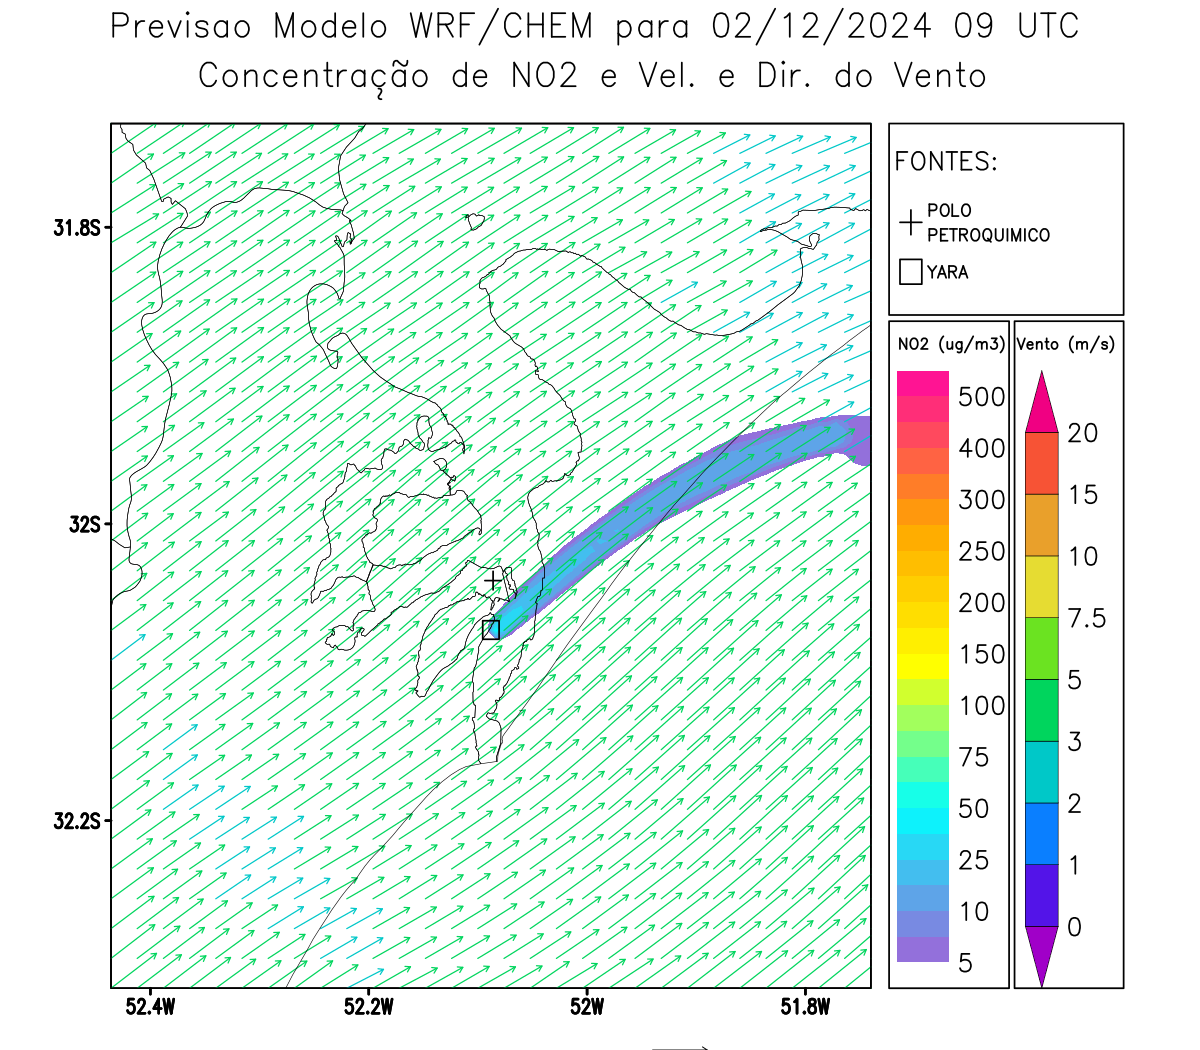 Previsao Modelo WRF/CHEM para 02/12/2024 09 UTC
Concentração de NO2 e Vel. e Dir. do Vento
FONTES:
POLO
PETROQUIMICO
YARA
31.8S
32S
32.2S
52.4W
52.2W
52W
51.8W
NO2 (ug/m3)
500
400
300
250
200
150
100
75
50
25
10
5
Vento (m/s)
20
15
10
7.5
5
3
2
1
0